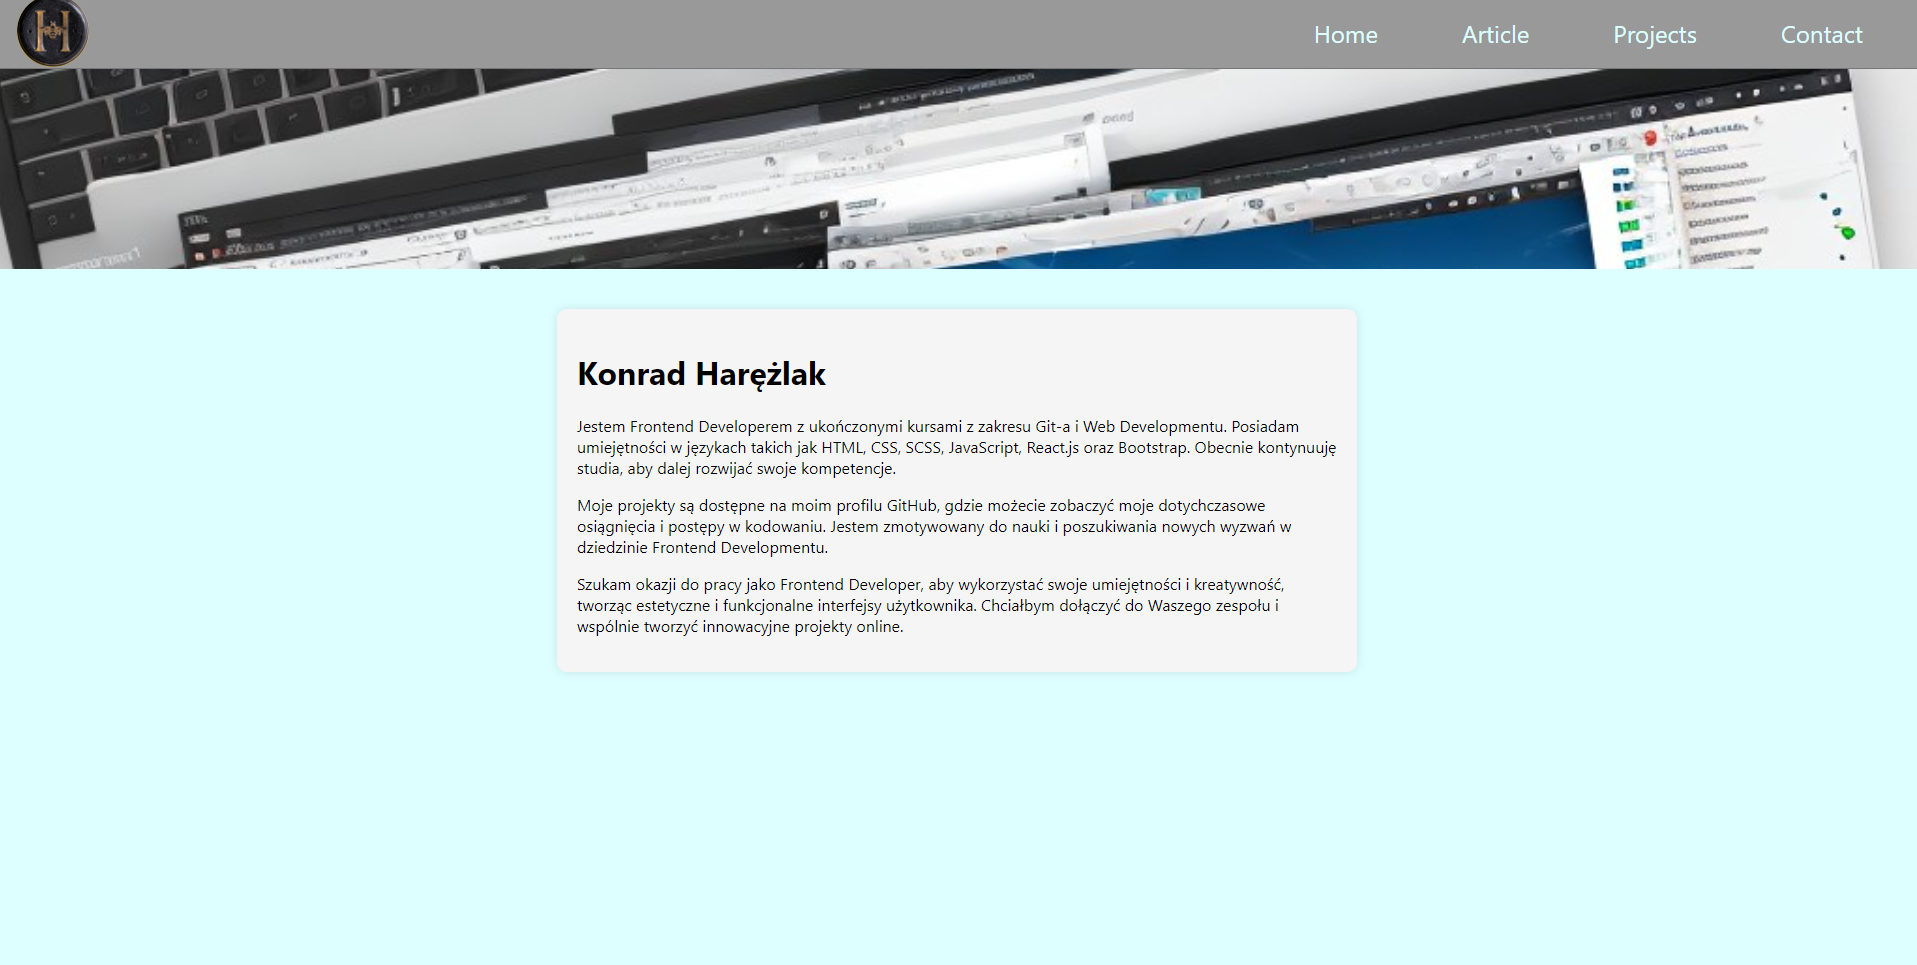 H
Home Article Projects Contact
Konrad Harężlak
Jestem Frontend Developerem z ukończonymi kursami z zakresu Git-a i Web Developmentu. Posiadam
umiejętności w językach takich jak HTML, CSS, SCSS, JavaScript, React.js oraz Bootstrap. Obecnie kontynuuję
studia, aby dalej rozwijać swoje kompetencje.
Moje projekty są dostępne na moim profilu GitHub, gdzie możecie zobaczyć moje dotychczasowe
osiągnięcia i postępy w kodowaniu. Jestem zmotywowany do nauki i poszukiwania nowych wyzwań w
dziedzinie Frontend Developmentu.
Szukam okazji do pracy jako Frontend Developer, aby wykorzystać swoje umiejętności i kreatywność,
tworząc estetyczne i funkcjonalne interfejsy użytkownika. Chciałbym dołączyć do Waszego zespołu i
wspólnie tworzyć innowacyjne projekty online.